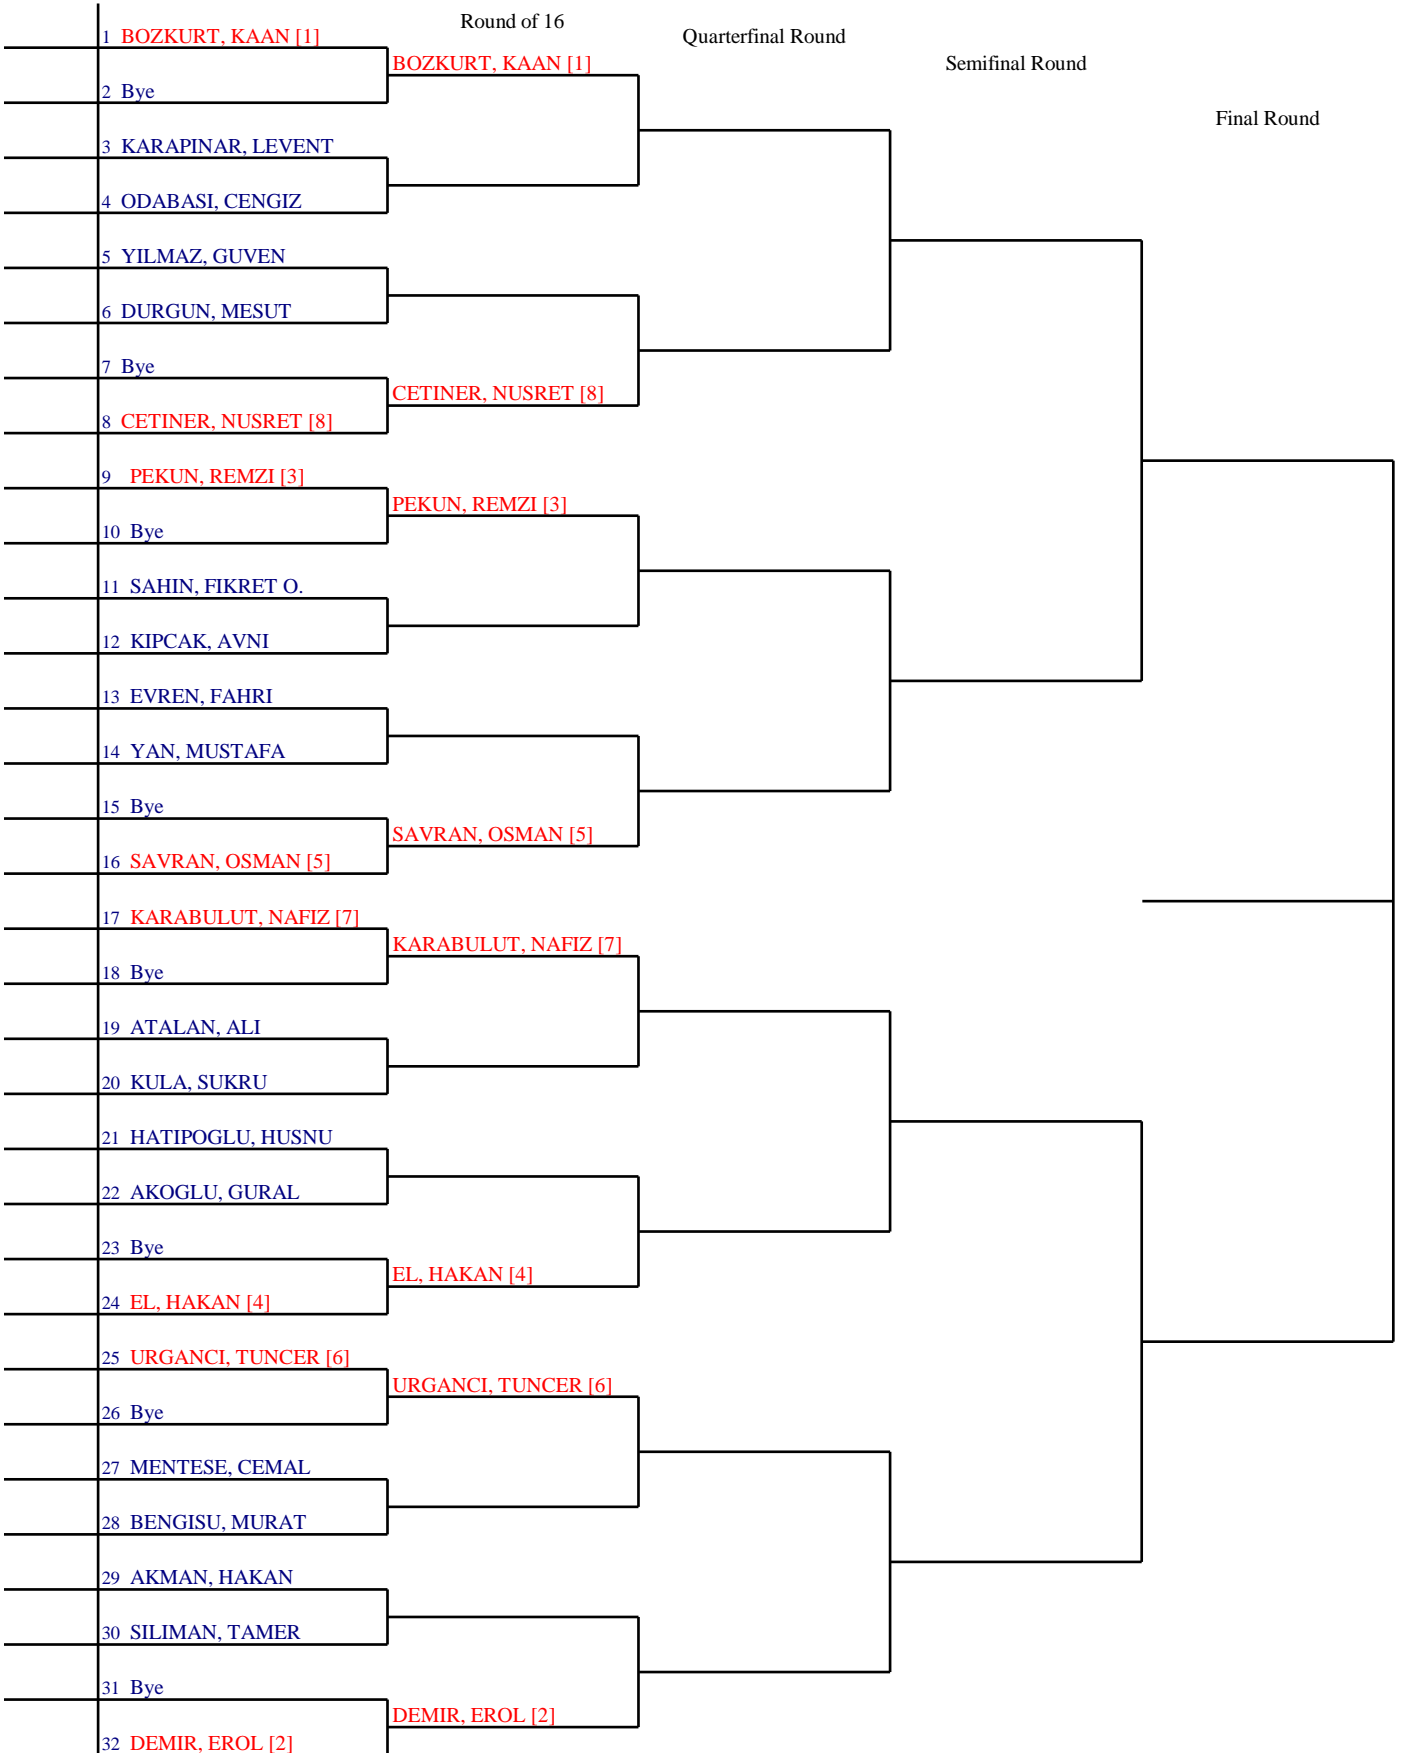 Round of 16
Quarterfinal Round
Semifinal Round
Final Round
1 BOZKURT, KAAN [1]
BOZKURT, KAAN [1]
2 Bye
3 KARAPINAR, LEVENT
4 ODABASI, CENGIZ
5 YILMAZ, GUVEN
6 DURGUN, MESUT
7 Bye
CETINER, NUSRET [8]
8 CETINER, NUSRET [8]
9 PEKUN, REMZI [3]
PEKUN, REMZI [3]
10 Bye
11 SAHIN, FIKRET O.
12 KIPCAK, AVNI
13 EVREN, FAHRI
14 YAN, MUSTAFA
15 Bye
SAVRAN, OSMAN [5]
16 SAVRAN, OSMAN [5]
17 KARABULUT, NAFIZ [7]
KARABULUT, NAFIZ [7]
18 Bye
19 ATALAN, ALI
20 KULA, SUKRU
21 HATIPOGLU, HUSNU
22 AKOGLU, GURAL
23 Bye
EL, HAKAN [4]
24 EL, HAKAN [4]
25 URGANCI, TUNCER [6]
URGANCI, TUNCER [6]
26 Bye
27 MENTESE, CEMAL
28 BENGISU, MURAT
29 AKMAN, HAKAN
30 SILIMAN, TAMER
31 Bye
DEMIR, EROL [2]
32 DEMIR, EROL [2]